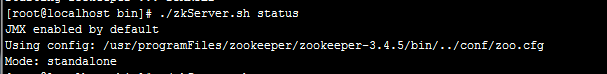 [root@localhost bin]# ./zkServer.sh status
JMX enabled by default
Using config: /usr/programFiles/zookeeper/zookeeper-3.4.5/bin/../conf/zoo.cfg
Mode: standalone